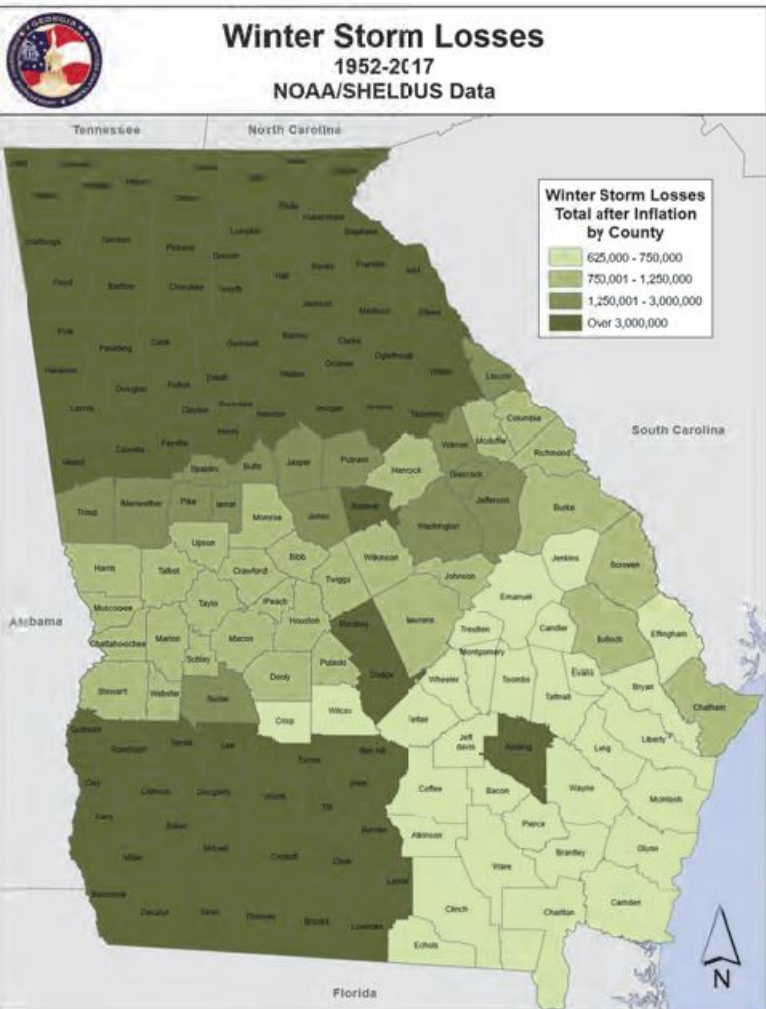 GEORGIA
Winter Storm Losses
1952-2017
NOAA/SHELDUS Data
Tennessee
North Carolina
Winter Storm Losses
Total after Inflation
by County
625,000 - 750,000
750,001 - 1,250,000
1,250,001 - 3,000,000
Over 3,000,000
Habersham
Lumpkin
Stephens
Gordon
Pickens
Dawson
Banks
Franklin
Hart
Floyd
Bartow
Cherokee
Forsyth
Hall
Jackson
Madison
Elbert
Polk
Paulding
Cobb
Gwinnett
Barrow
Clarke
Oconee
Oglethorpe
Haralson
Douglas
Fulton
Dekalb
Walton
Wilkes
Lincoln
Clayton
Newton
Morgan
Columbia
Henry
McDuffie
South Carolina
Heard
Coweta
Fayette
Warren
Richmond
Spalding
Butts
Jasper
Putnam
Hancock
Glascock
Troup
Meriwether
Pike
Lamar
Monroe
Jones
Baldwin
Washington
Jefferson
Burke
Upson
Bibb
Wilkinson
Jenkins
Harris
Talbot
Crawford
Twiggs
Johnson
Screven
Emanuel
Muscogee
Taylor
Peach
Houston
Bleckley
Laurens
Treutlen
Candler
Bulloch
Effingham
Alabama
Chattahoochee
Marion
Macon
Schley
Pulaski
Dodge
Montgomery
Wheeler
Toombs
Evans
Tattnall
Bryan
Dooly
Stewart
Webster
Sumter
Crisp
Wilcox
Telfair
Chatham
Quitman
Randolph
Terrell
Lee
Turner
Ben Hill
Jeff
davis
Appling
Long
Liberty
Clay
Calhoun
Dougherty
Worth
Tift
Irwin
Coffee
Bacon
Wayne
McIntosh
Early
Baker
Berrien
Pierce
Miller
Mitchell
Colquitt
Cook
Atkinson
Ware
Brantley
Glynn
Lanier
Clinch
Charlton
Camden
Decatur
Grady
Thomas
Brooks
Lowndes
Echols
Florida
N